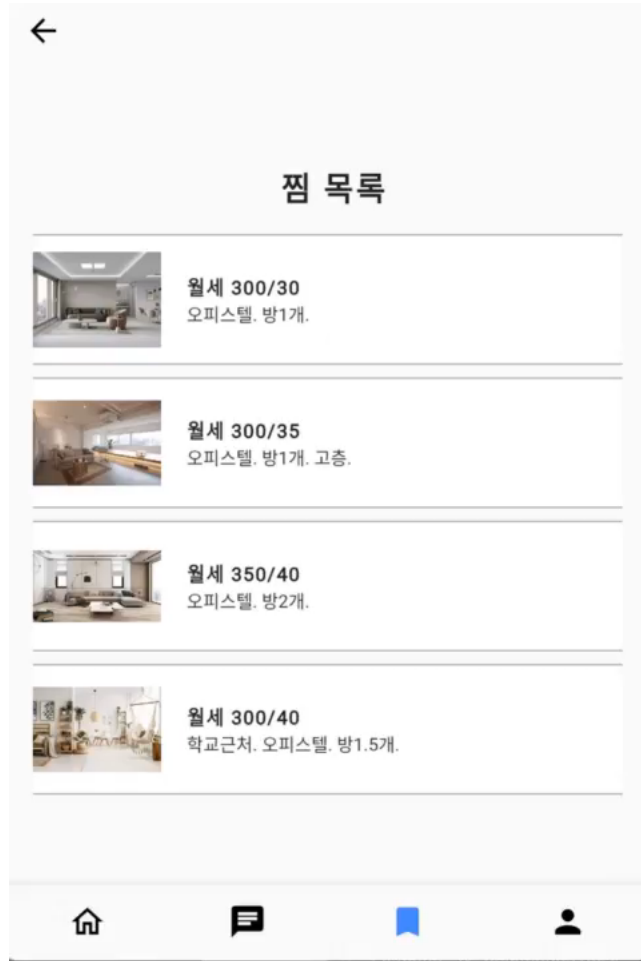 찜 목록
월세 300/30
오피스텔. 방1개.
월세 300/35
오피스텔. 방1개. 고층.
월세 350/40
오피스텔. 방2개.
월세 300/40
학교근처. 오피스텔. 방1.5개.